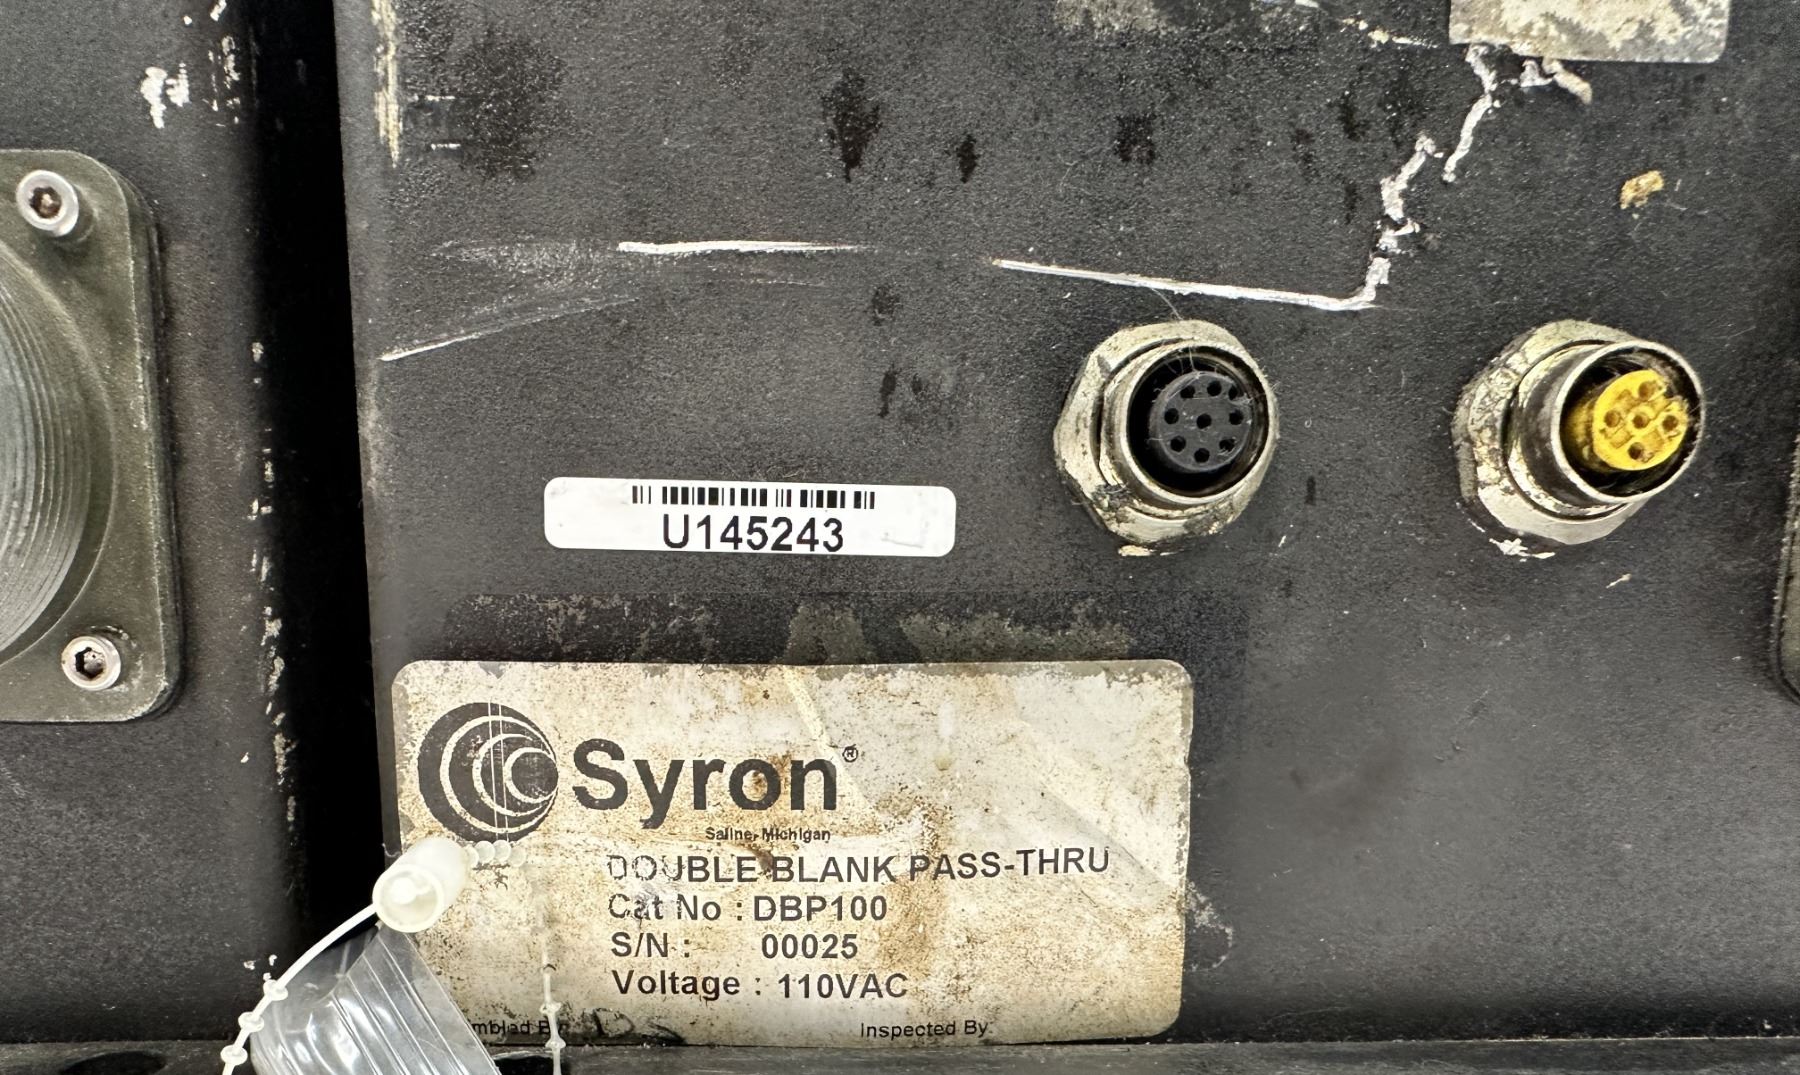 U145243
Syron®
Saline, Michigan
DOUBLE BLANK PASS-THRU
Cat No : DBP100
S/N : 00025
Voltage : 110VAC
Inspected By: